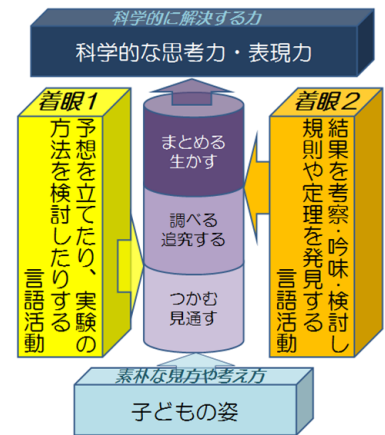 科学的に解決する力
科学的な思考力・表現力
着眼1
予想を立てたり、実験の
方法を検討したりする
言語活動
まとめる
生かす
調べる
追究する
つかむ
見通す
着眼2
結果を考察・吟味・検討し
規則や定理を発見する
言語活動
素朴な見方や考え方
子どもの姿